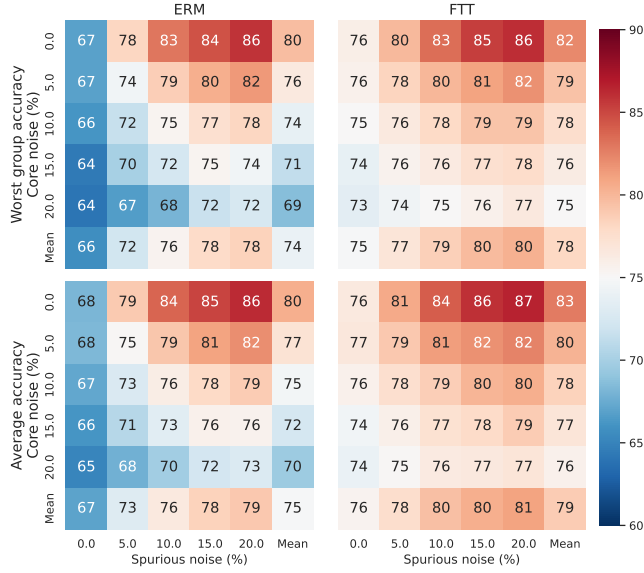 ERM FTT
Worst group accuracy
Core noise (%)
0.0 67 78 83 84 86 80 76 80 83 85 86 82
5.0 67 74 79 80 82 76 76 78 80 81 82 79
10.0 66 72 75 77 78 74 75 76 78 79 79 78
15.0 64 70 72 75 74 71 74 76 76 77 78 76
20.0 64 67 68 72 72 69 73 74 75 76 77 75
Mean 66 72 76 78 78 74 75 77 79 80 80 78
Average accuracy
Core noise (%)
0.0 68 79 84 85 86 80 76 81 84 86 87 83
5.0 68 75 79 81 82 77 77 79 81 82 82 80
10.0 67 73 76 78 79 75 76 78 79 80 80 78
15.0 66 71 73 76 76 72 74 76 77 78 79 77
20.0 65 68 70 72 73 70 74 75 76 77 77 76
Mean 67 73 76 78 79 75 76 78 80 80 81 79
0.0 5.0 10.0 15.0 20.0 Mean 0.0 5.0 10.0 15.0 20.0 Mean
Spurious noise (%) Spurious noise (%)
90
85
80
75
70
65
60